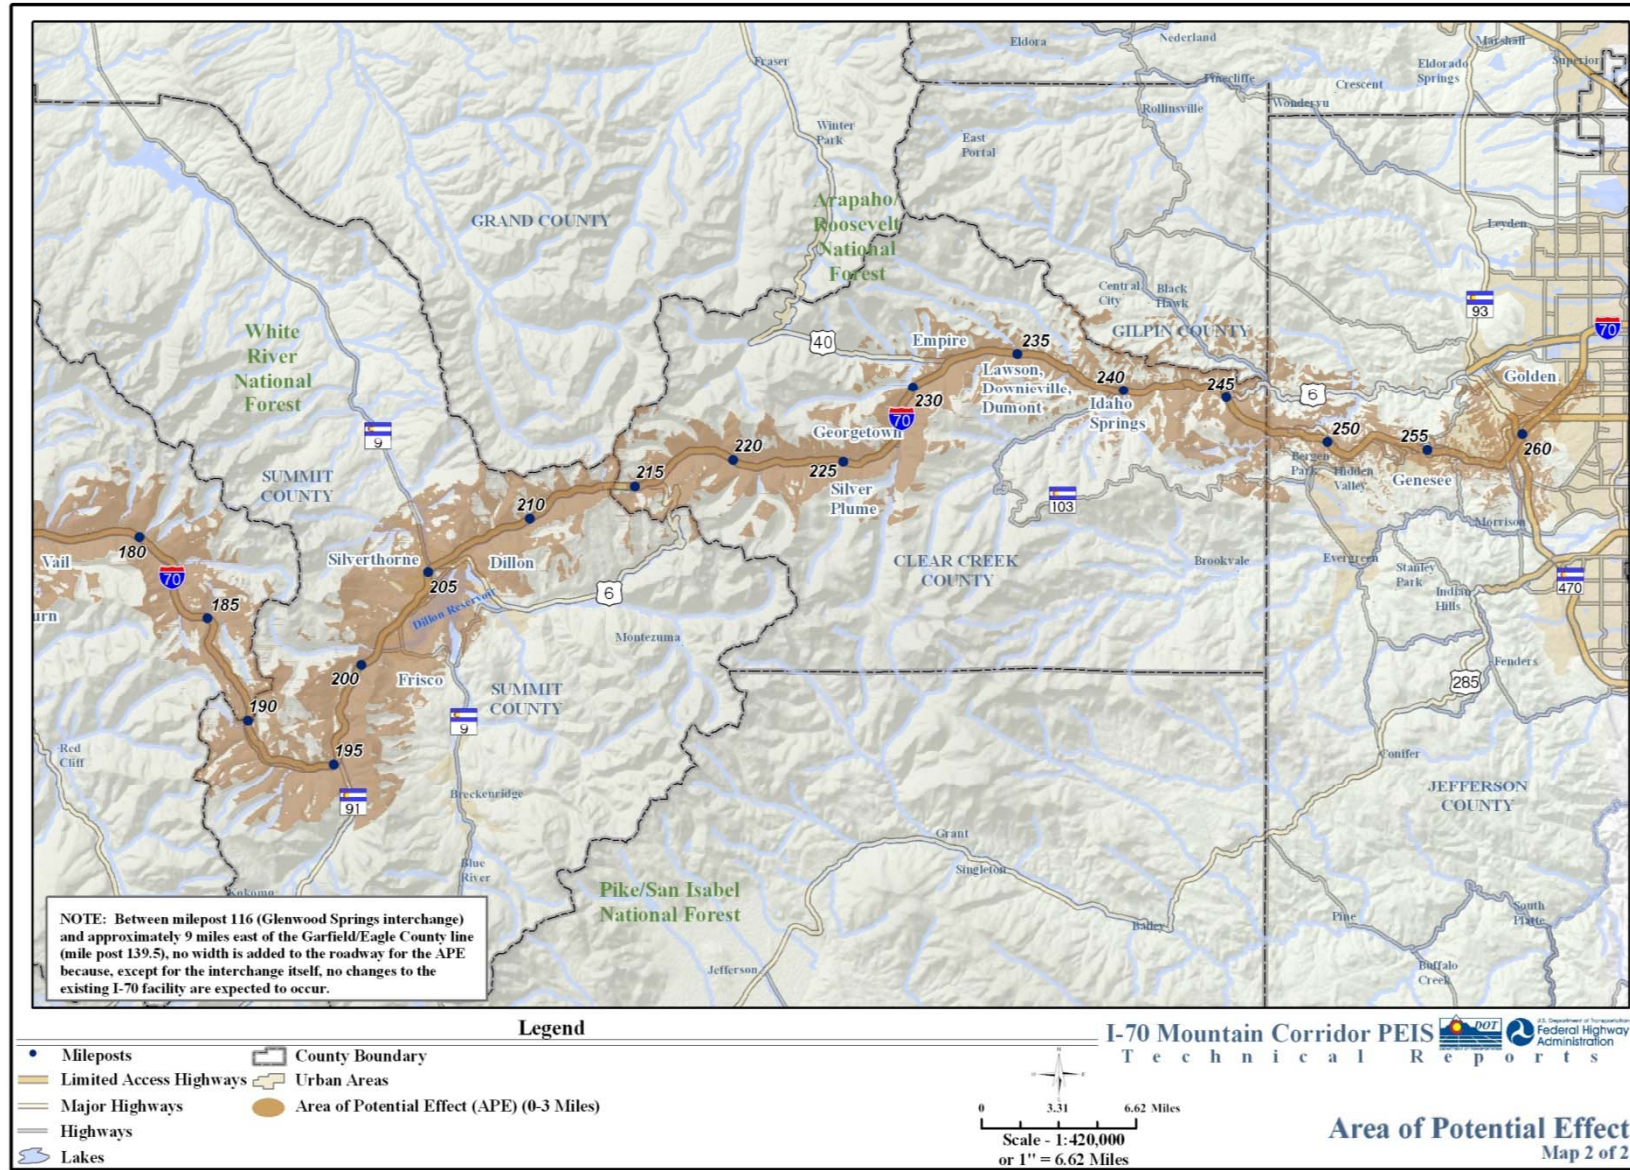 Eldora
Nederland
Marshall
Eldorado
Springs
Superior
Fraser
Pinecliffe
Crescent
Wondervu
Rollinsville
Winter
Park
East
Portal
Arapaho/
Roosevelt
National
Forest
GRAND COUNTY
Leyden
Central
City
Black
Hawk
GILPIN COUNTY
93
70
White
River
National
Forest
40
Empire
235
Lawson,
Downieville,
Dumont
240
245
6
Golden
230
70
Idaho
Springs
9
Georgetown
220
225
Silver
Plume
250
255
260
Bergen
Park
Hidden
Valley
Genesee
SUMMIT
COUNTY
215
210
103
Morrison
Vail
180
70
Silverthorne
Dillon
205
CLEAR CREEK
COUNTY
Brookvale
Evergreen
Stanley
Park
Indian
Hills
470
185
urn
Dillon Reservoir
6
Montezuma
200
Frisco
SUMMIT
COUNTY
Fenders
285
190
9
Red
Cliff
195
91
Breckenridge
Conifer
JEFFERSON
COUNTY
Grant
Singleton
Blue
River
Kokomo
Pike/San Isabel
National Forest
Bailey
Pine
South
Platte
Buffalo
Creek
Jefferson
NOTE: Between milepost 116 (Glenwood Springs interchange)
and approximately 9 miles east of the Garfield/Eagle County line
(mile post 139.5), no width is added to the roadway for the APE
because, except for the interchange itself, no changes to the
existing I-70 facility are expected to occur.
Legend
Mileposts
Limited Access Highways
Major Highways
Highways
Lakes
County Boundary
Urban Areas
Area of Potential Effect (APE) (0-3 Miles)
0 3.31 6.62 Miles
Scale - 1:420,000
or 1" = 6.62 Miles
I-70 Mountain Corridor PEIS
Technical Reports
DOT
U.S. Department of Transportation
Federal Highway
Administration
Area of Potential Effect
Map 2 of 2